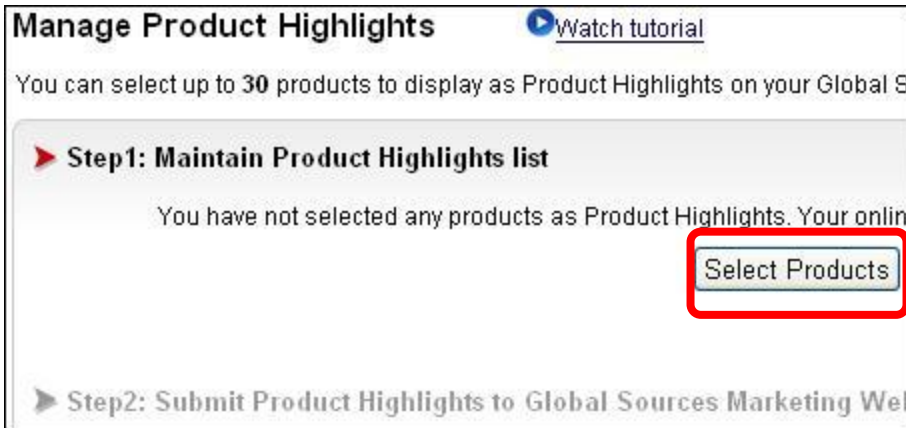 Manage Product Highlights Watch tutorial
You can select up to 30 products to display as Product Highlights on your Global
Step1: Maintain Product Highlights list
You have not selected any products as Product Highlights. Your
Select Products
Step2: Submit Product Highlights to Global Sources Marketing